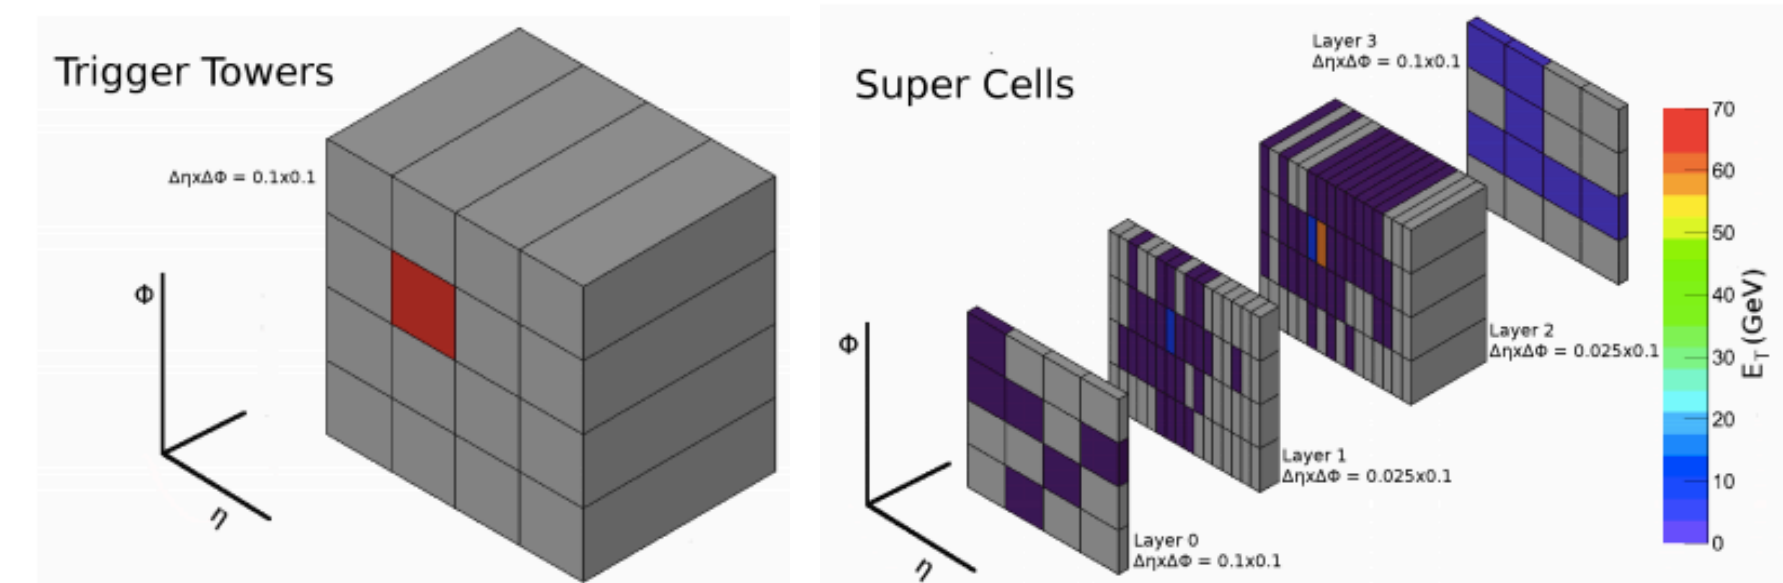 Trigger Towers
ΔηxΔΦ = 0.1x0.1
Φ
η
Super Cells
Layer 3
ΔηxΔΦ = 0.1x0.1
Layer 2
ΔηxΔΦ = 0.025x0.1
Layer 1
ΔηxΔΦ = 0.025x0.1
Layer 0
ΔηxΔΦ = 0.1x0.1
Φ
η
70
60
50
40
30
20
10
0
E_T (GeV)